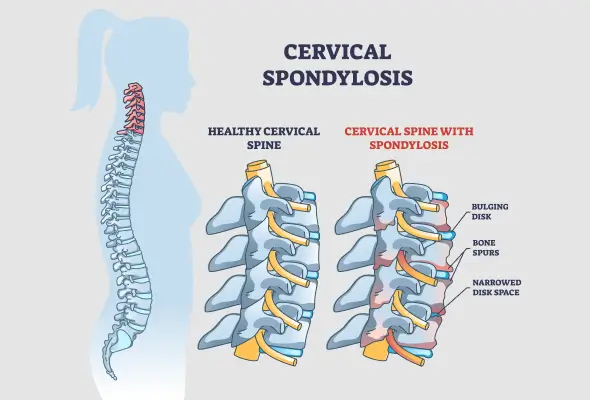 CERVICAL
SPONDYLOSIS
HEALTHY CERVICAL
SPINE
CERVICAL SPINE WITH
SPONDYLOSIS
BULGING
DISK
BONE
SPURS
NARROWED
DISK SPACE